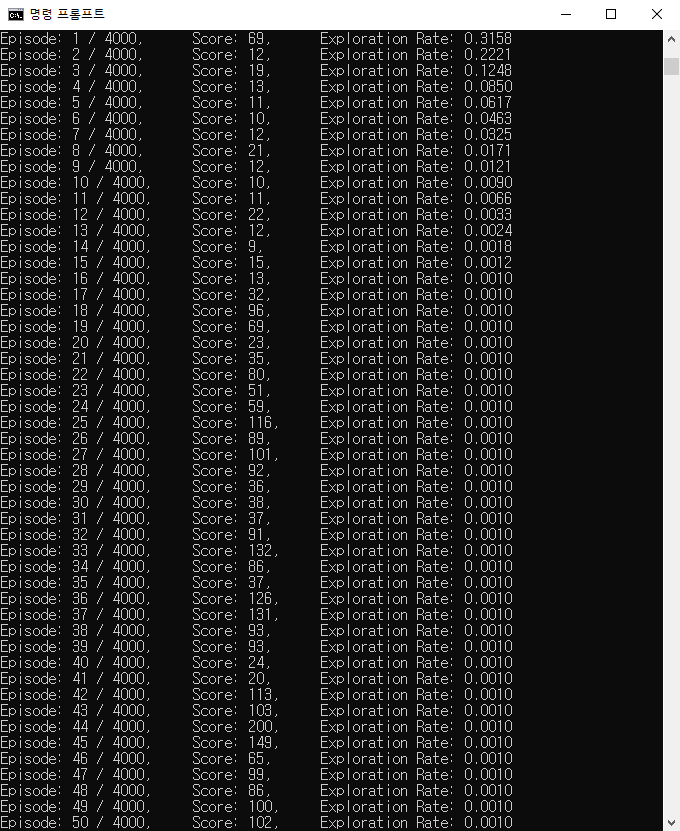 명령 프롬프트
Episode: 1 / 4000, Score: 69, Exploration Rate: 0.3158
Episode: 2 / 4000, Score: 12, Exploration Rate: 0.2221
Episode: 3 / 4000, Score: 19, Exploration Rate: 0.1248
Episode: 4 / 4000, Score: 13, Exploration Rate: 0.0850
Episode: 5 / 4000, Score: 11, Exploration Rate: 0.0617
Episode: 6 / 4000, Score: 10, Exploration Rate: 0.0463
Episode: 7 / 4000, Score: 12, Exploration Rate: 0.0325
Episode: 8 / 4000, Score: 21, Exploration Rate: 0.0171
Episode: 9 / 4000, Score: 12, Exploration Rate: 0.0121
Episode: 10 / 4000, Score: 10, Exploration Rate: 0.0090
Episode: 11 / 4000, Score: 11, Exploration Rate: 0.0066
Episode: 12 / 4000, Score: 22, Exploration Rate: 0.0033
Episode: 13 / 4000, Score: 12, Exploration Rate: 0.0024
Episode: 14 / 4000, Score: 9, Exploration Rate: 0.0018
Episode: 15 / 4000, Score: 15, Exploration Rate: 0.0012
Episode: 16 / 4000, Score: 13, Exploration Rate: 0.0010
Episode: 17 / 4000, Score: 32, Exploration Rate: 0.0010
Episode: 18 / 4000, Score: 96, Exploration Rate: 0.0010
Episode: 19 / 4000, Score: 69, Exploration Rate: 0.0010
Episode: 20 / 4000, Score: 23, Exploration Rate: 0.0010
Episode: 21 / 4000, Score: 35, Exploration Rate: 0.0010
Episode: 22 / 4000, Score: 80, Exploration Rate: 0.0010
Episode: 23 / 4000, Score: 51, Exploration Rate: 0.0010
Episode: 24 / 4000, Score: 59, Exploration Rate: 0.0010
Episode: 25 / 4000, Score: 116, Exploration Rate: 0.0010
Episode: 26 / 4000, Score: 89, Exploration Rate: 0.0010
Episode: 27 / 4000, Score: 101, Exploration Rate: 0.0010
Episode: 28 / 4000, Score: 92, Exploration Rate: 0.0010
Episode: 29 / 4000, Score: 36, Exploration Rate: 0.0010
Episode: 30 / 4000, Score: 38, Exploration Rate: 0.0010
Episode: 31 / 4000, Score: 37, Exploration Rate: 0.0010
Episode: 32 / 4000, Score: 91, Exploration Rate: 0.0010
Episode: 33 / 4000, Score: 132, Exploration Rate: 0.0010
Episode: 34 / 4000, Score: 86, Exploration Rate: 0.0010
Episode: 35 / 4000, Score: 37, Exploration Rate: 0.0010
Episode: 36 / 4000, Score: 126, Exploration Rate: 0.0010
Episode: 37 / 4000, Score: 131, Exploration Rate: 0.0010
Episode: 38 / 4000, Score: 93, Exploration Rate: 0.0010
Episode: 39 / 4000, Score: 93, Exploration Rate: 0.0010
Episode: 40 / 4000, Score: 24, Exploration Rate: 0.0010
Episode: 41 / 4000, Score: 20, Exploration Rate: 0.0010
Episode: 42 / 4000, Score: 113, Exploration Rate: 0.0010
Episode: 43 / 4000, Score: 103, Exploration Rate: 0.0010
Episode: 44 / 4000, Score: 200, Exploration Rate: 0.0010
Episode: 45 / 4000, Score: 149, Exploration Rate: 0.0010
Episode: 46 / 4000, Score: 65, Exploration Rate: 0.0010
Episode: 47 / 4000, Score: 99, Exploration Rate: 0.0010
Episode: 48 / 4000, Score: 86, Exploration Rate: 0.0010
Episode: 49 / 4000, Score: 100, Exploration Rate: 0.0010
Episode: 50 / 4000, Score: 102, Exploration Rate: 0.0010